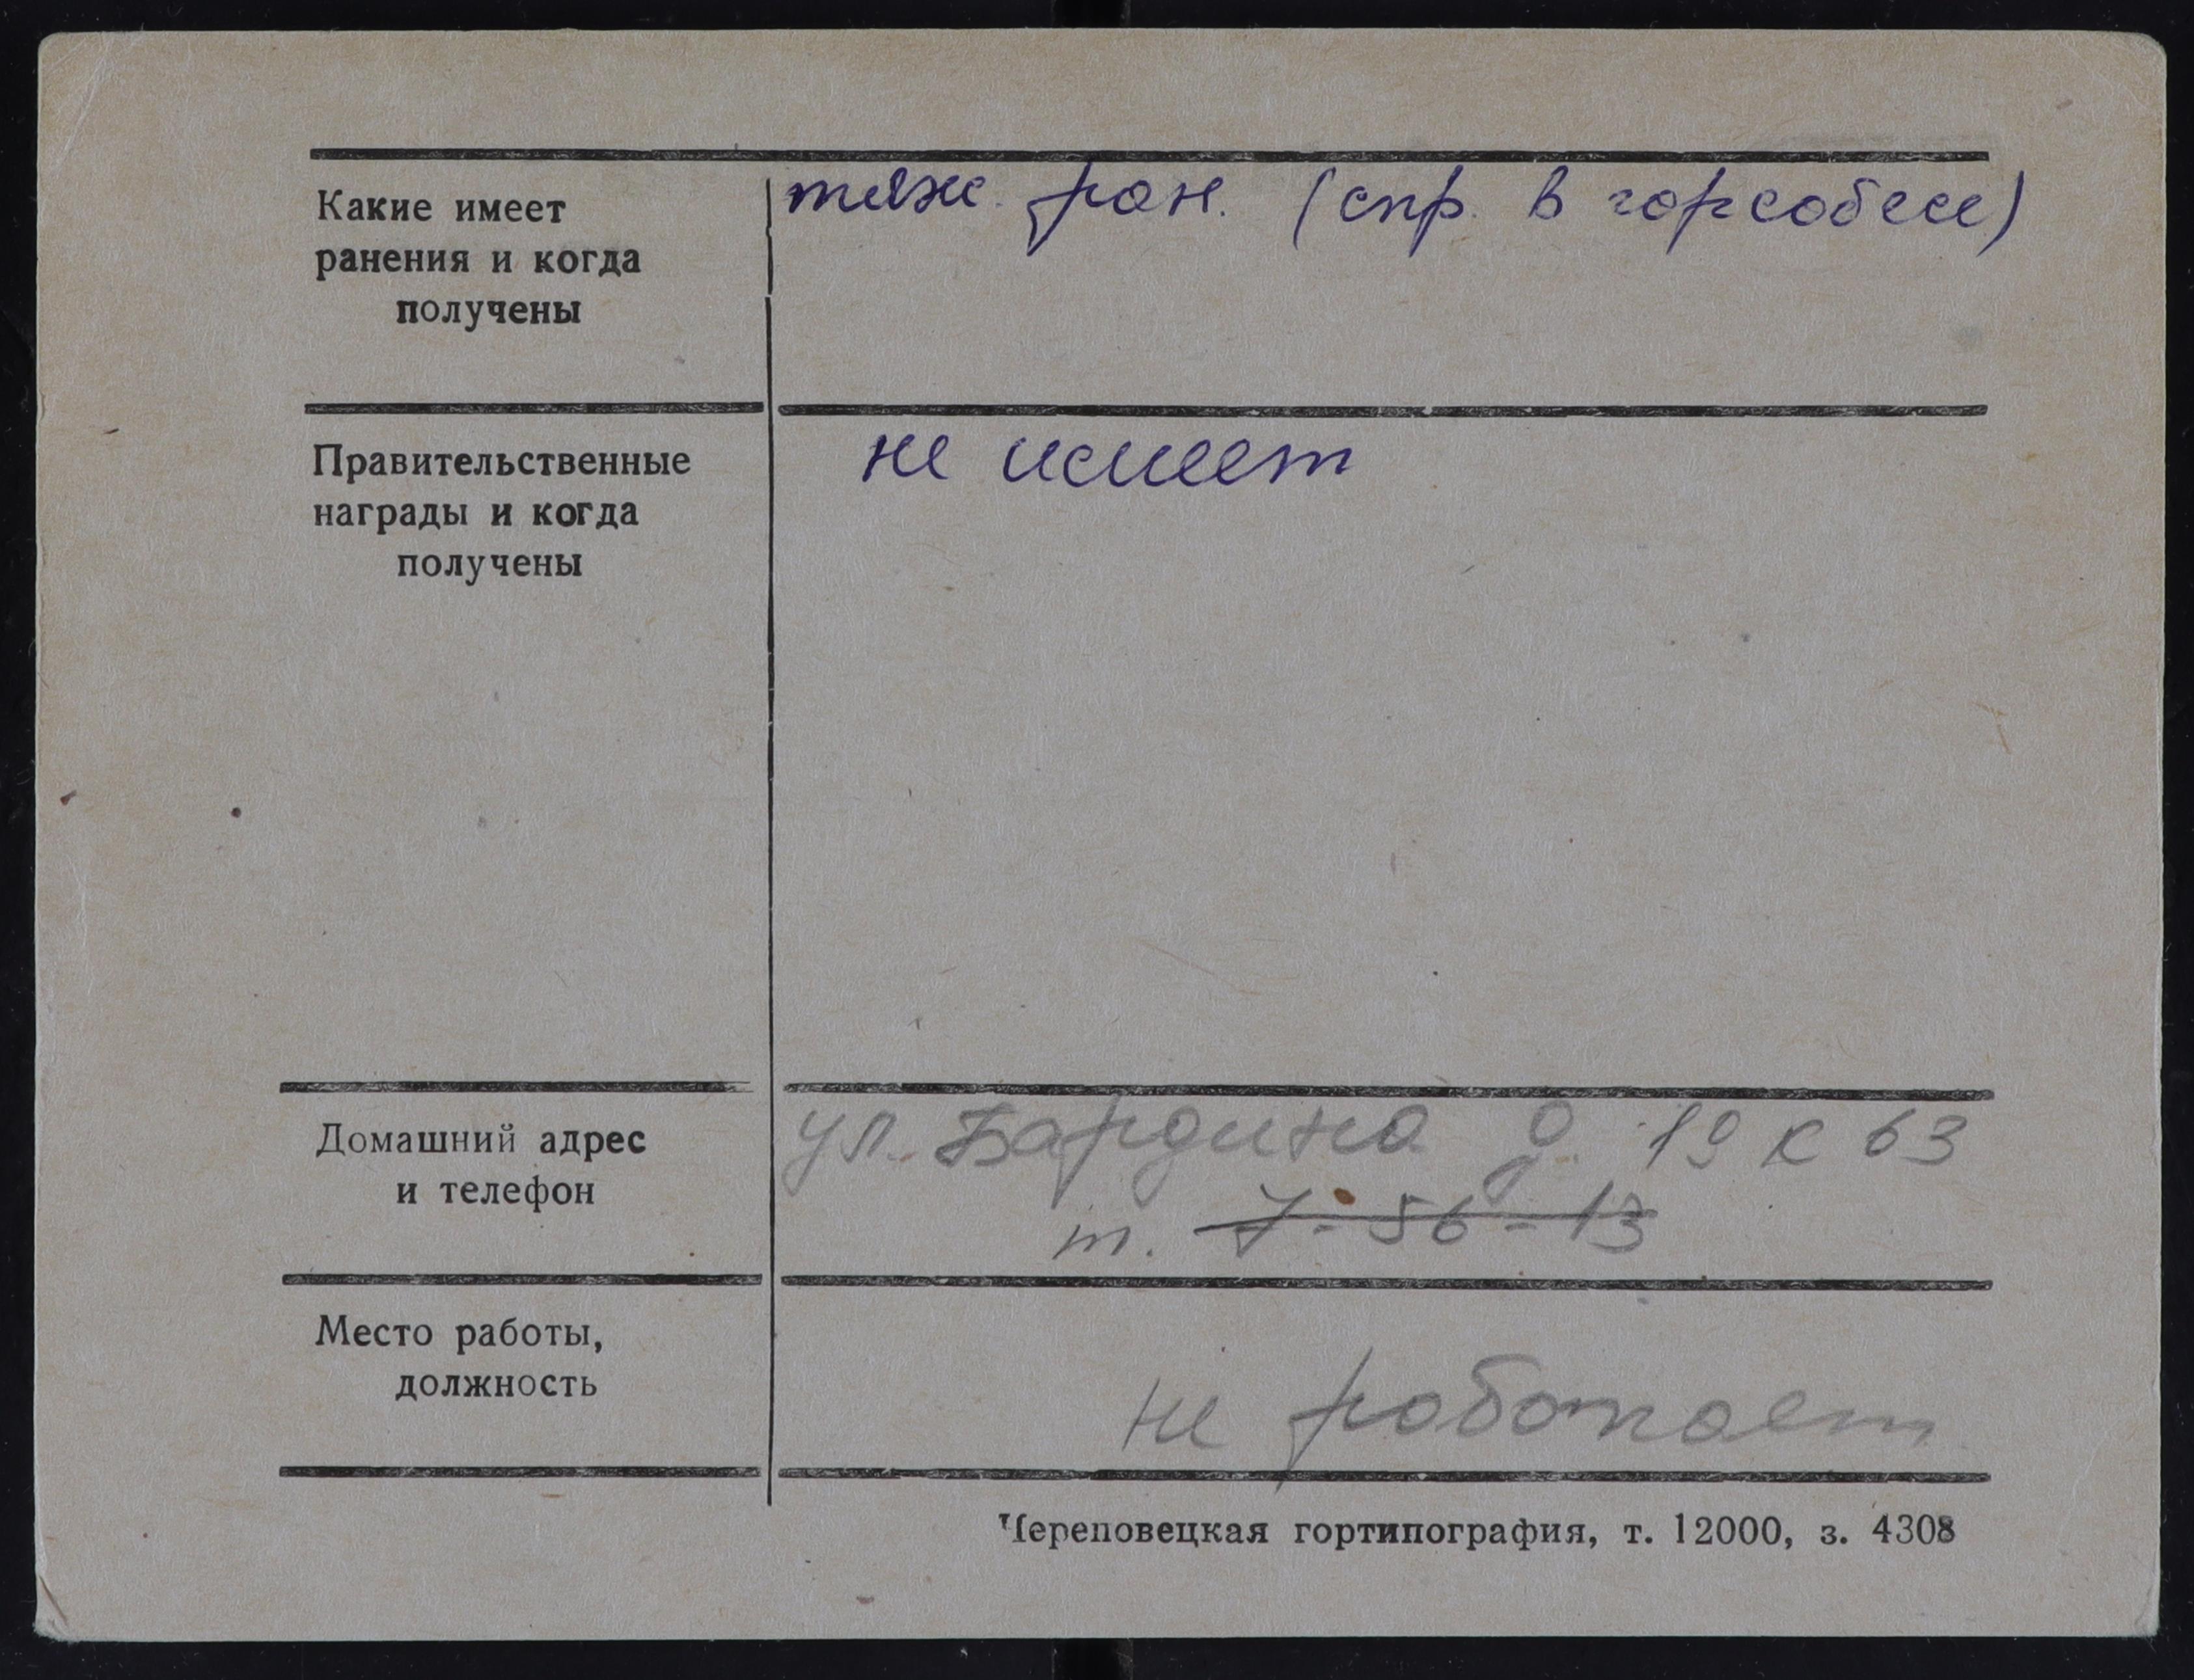 Какие имеет
ранения и когда
получены
тяж. ран. (спр. в горсобесе)
Правительственные
награды и когда
получены
не имеет
Домашний адрес
и телефон
ул. Бардина д. 19 к 63
т. 7-56-13
Место работы,
должность
не работает
Череповецкая гортипография, т. 12000, з. 4308